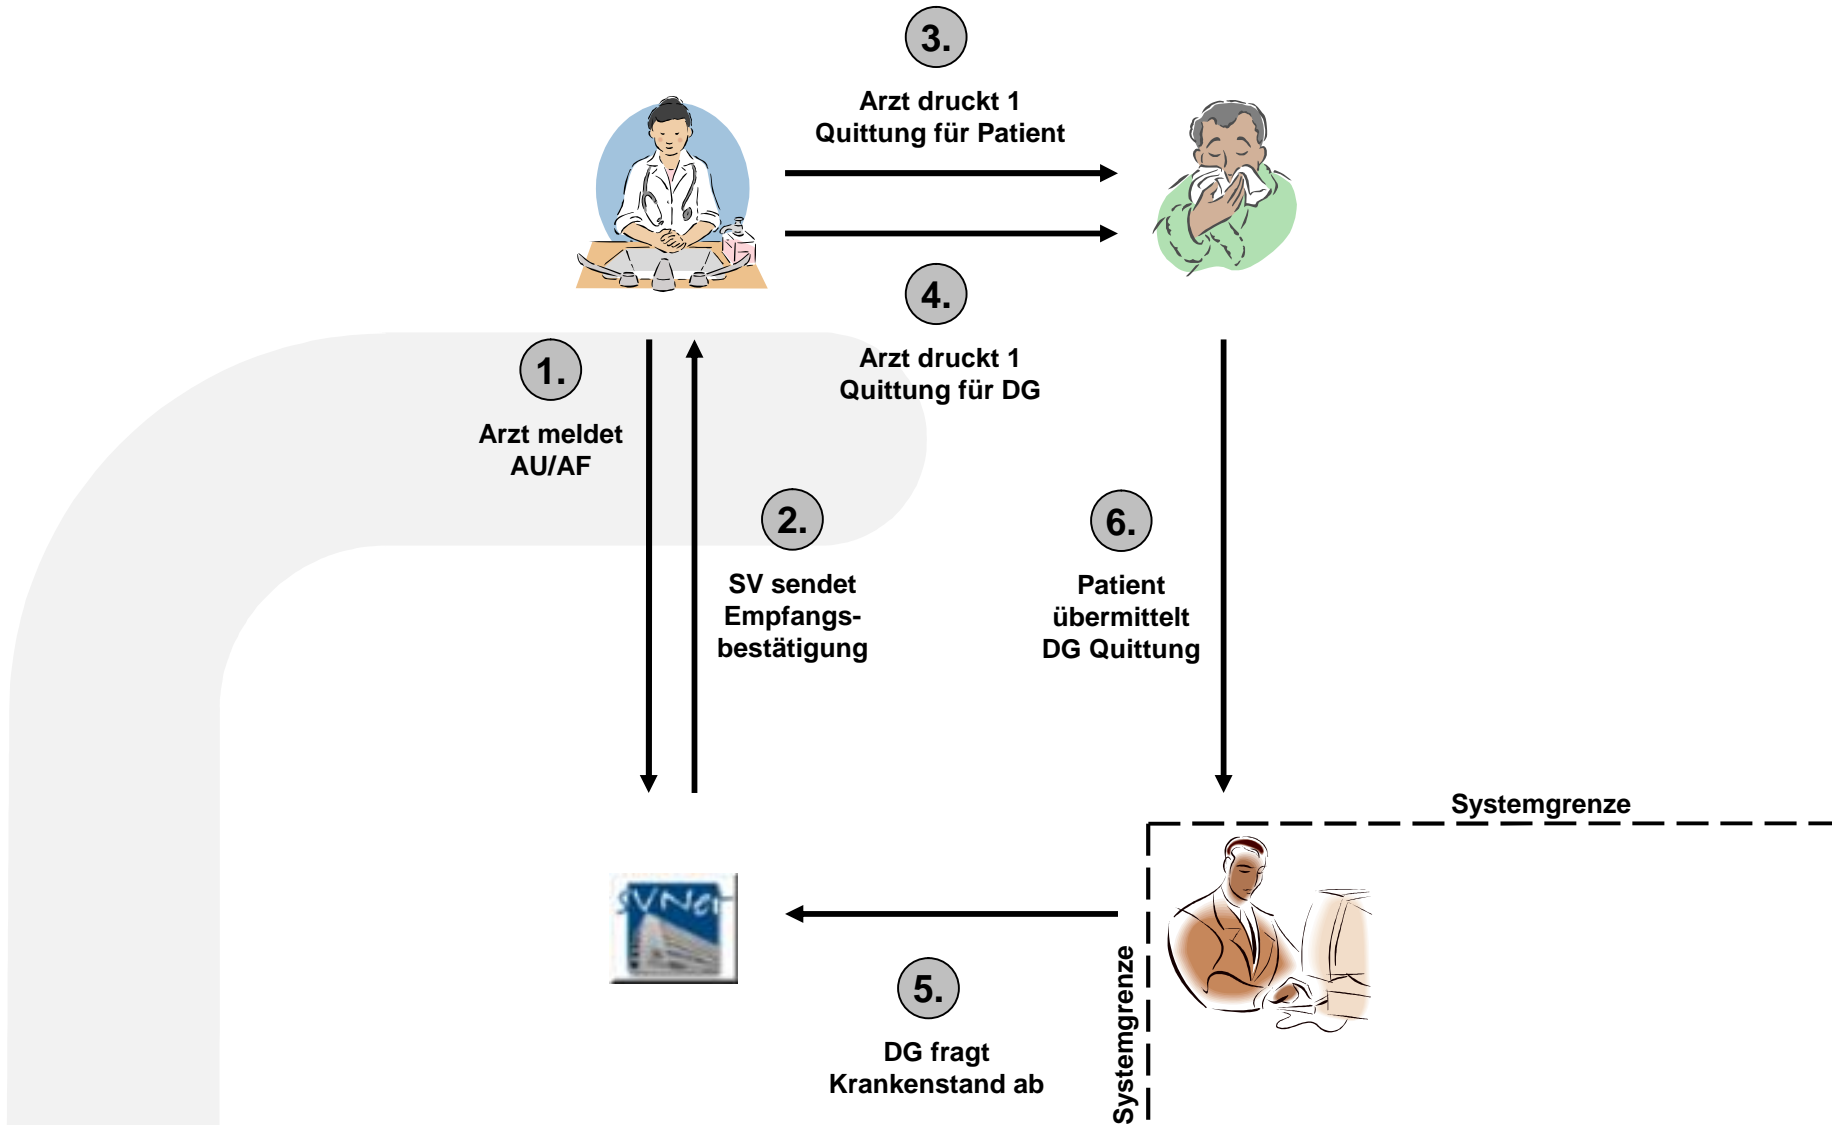 3.
Arzt druckt 1
Quittung für Patient
4.
Arzt druckt 1
Quittung für DG
1.
Arzt meldet
AU/AF
2.
SV sendet
Empfangs-
bestätigung
6.
Patient
übermittelt
DG Quittung
Systemgrenze
Systemgrenze
SVNet
5.
DG fragt
Krankenstand ab